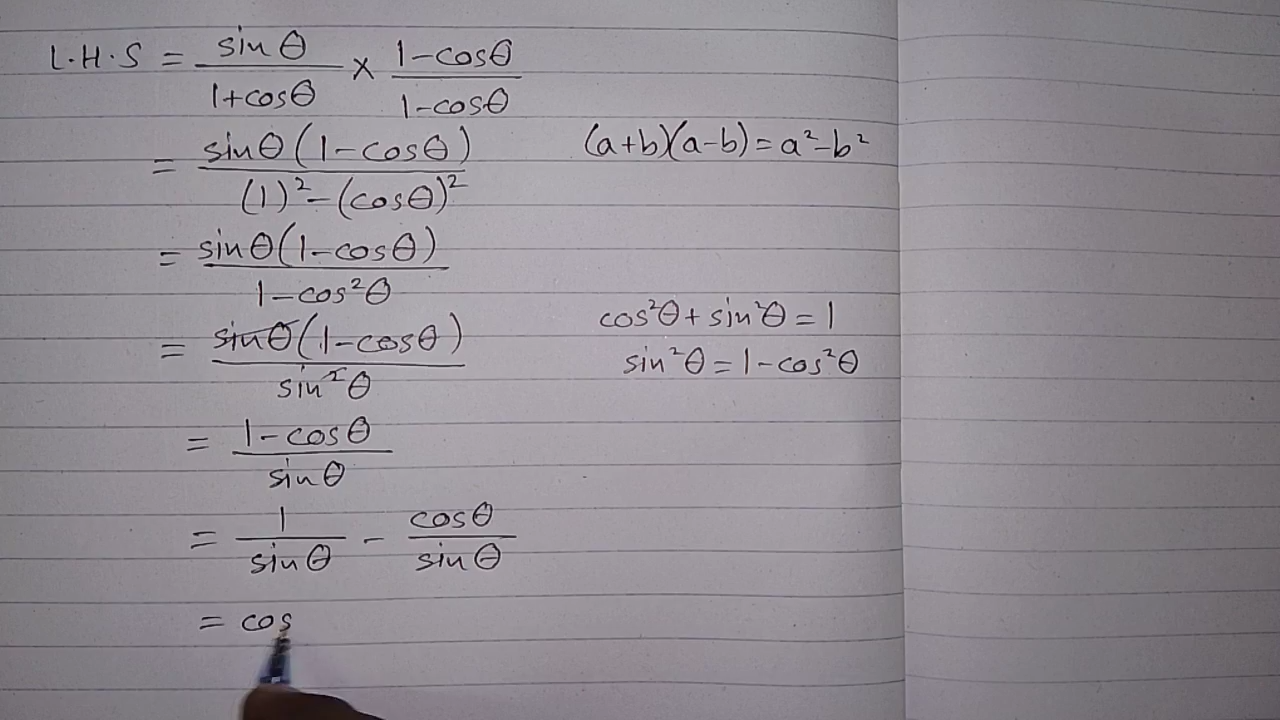 L.H.S = sinθ/1+cosθ × 1-cosθ/1-cosθ
= sinθ(1-cosθ)/(1)²-(cosθ)² (a+b)(a-b)=a²-b²
= sinθ(1-cosθ)/1-cos²θ
= sinθ(1-cosθ)/sin²θ cos²θ+sin²θ=1
sin²θ=1-cos²θ
= 1-cosθ/sinθ
= 1/sinθ - cosθ/sinθ
= cos